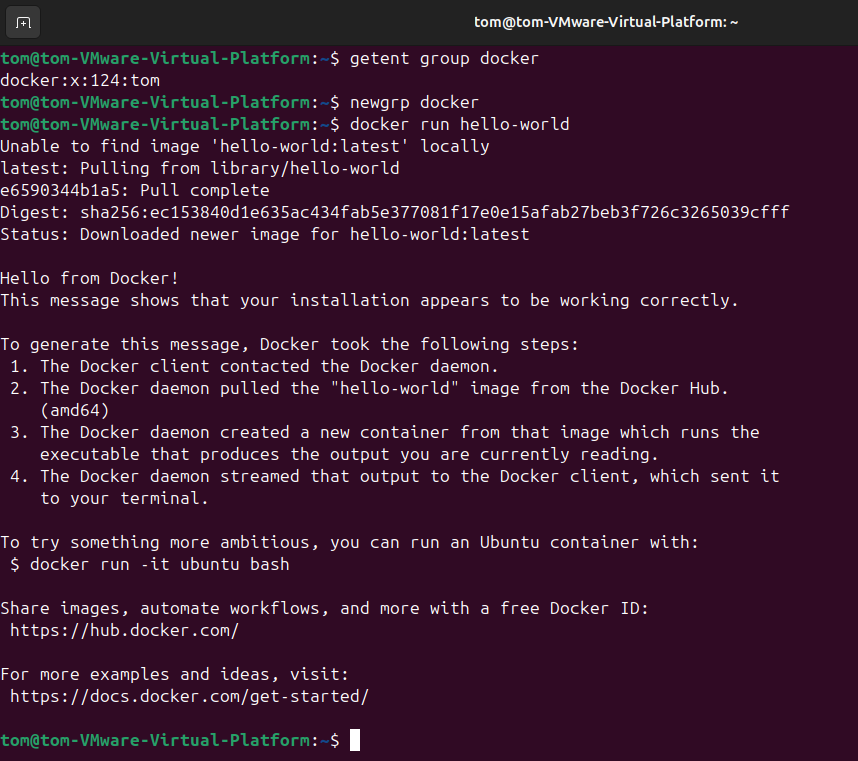 tom@tom-VMware-Virtual-Platform: ~
tom@tom-VMware-Virtual-Platform:~$ getent group docker
docker:x:124:tom
tom@tom-VMware-Virtual-Platform:~$ newgrp docker
tom@tom-VMware-Virtual-Platform:~$ docker run hello-world
Unable to find image 'hello-world:latest' locally
latest: Pulling from library/hello-world
e6590344b1a5: Pull complete
Digest: sha256:ec153840d1e635ac434fab5e377081f17e0e15afab27beb3f726c3265039cfff
Status: Downloaded newer image for hello-world:latest

Hello from Docker!
This message shows that your installation appears to be working correctly.

To generate this message, Docker took the following steps:
 1. The Docker client contacted the Docker daemon.
 2. The Docker daemon pulled the "hello-world" image from the Docker Hub.
    (amd64)
 3. The Docker daemon created a new container from that image which runs the
    executable that produces the output you are currently reading.
 4. The Docker daemon streamed that output to the Docker client, which sent it
    to your terminal.

To try something more ambitious, you can run an Ubuntu container with:
 $ docker run -it ubuntu bash

Share images, automate workflows, and more with a free Docker ID:
 https://hub.docker.com/

For more examples and ideas, visit:
 https://docs.docker.com/get-started/

tom@tom-VMware-Virtual-Platform:~$